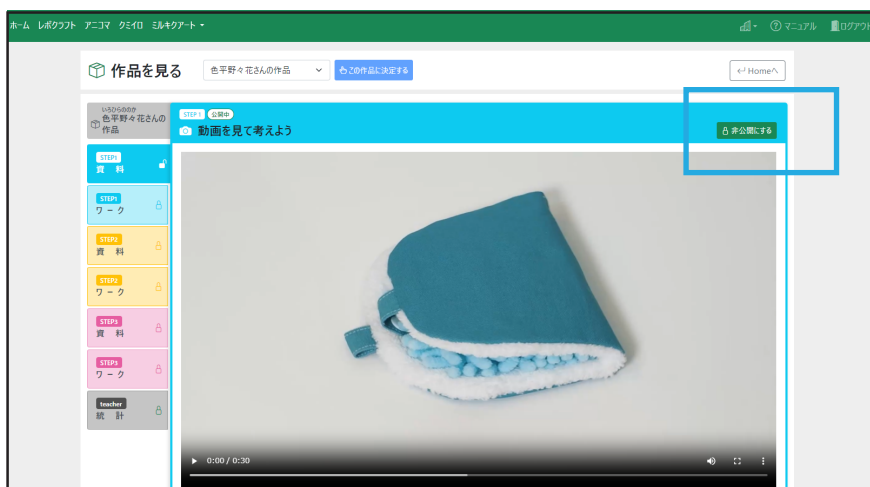 ホーム レボクラフト アニコマ クミイロ ミルキクアート
マニュアル ログアウト
作品を見る
色平野々花さんの作品
この作品に決定する
Homeへ
いろひらののか
色平野々花さんの
作品
STEP1 公開中
動画を見て考えよう
非公開にする
STEP1
資 料
STEP1
ワーク
STEP2
資 料
STEP2
ワーク
STEP3
資 料
STEP3
ワーク
teacher
統 計
0:00 / 0:30